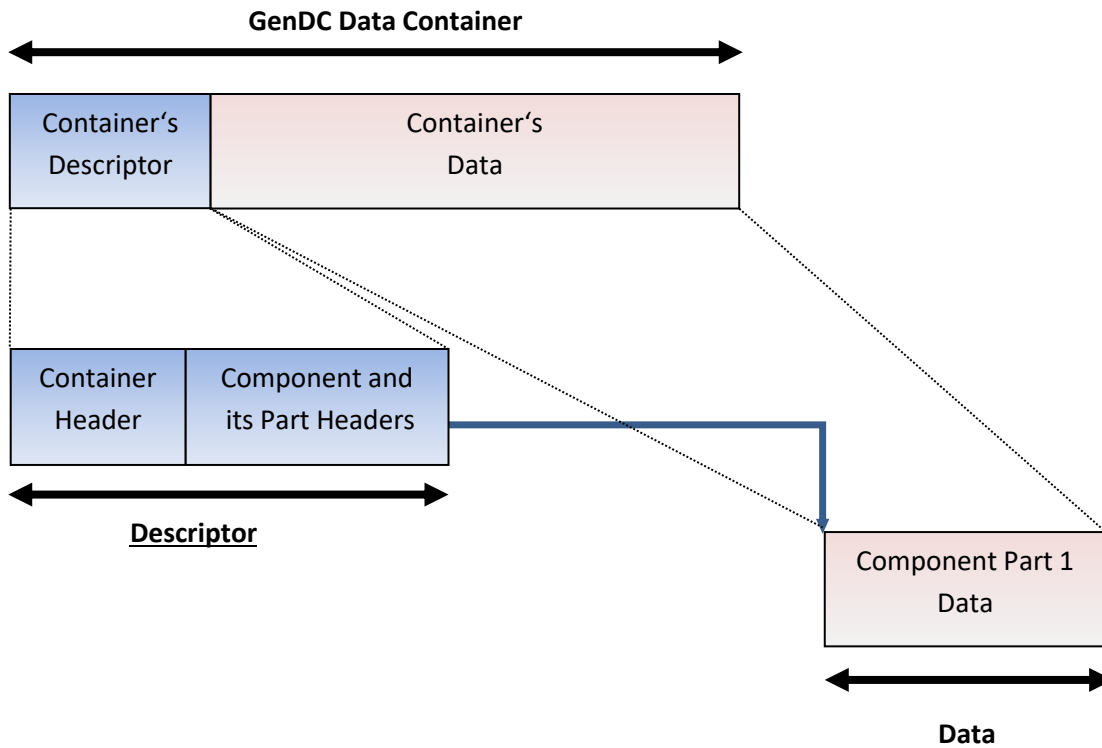 GenDC Data Container
Container‘s
Descriptor
Container‘s
Data
Container
Header
Component and
its Part Headers
Descriptor
Component Part 1
Data
Data